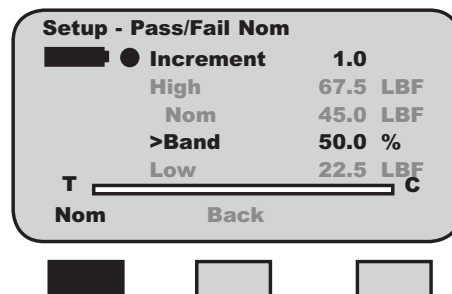 Setup - Pass/Fail Nom
Increment 1.0
High 67.5 LBF
Nom 45.0 LBF
>Band 50.0 %
Low 22.5 LBF
T C
Nom Back